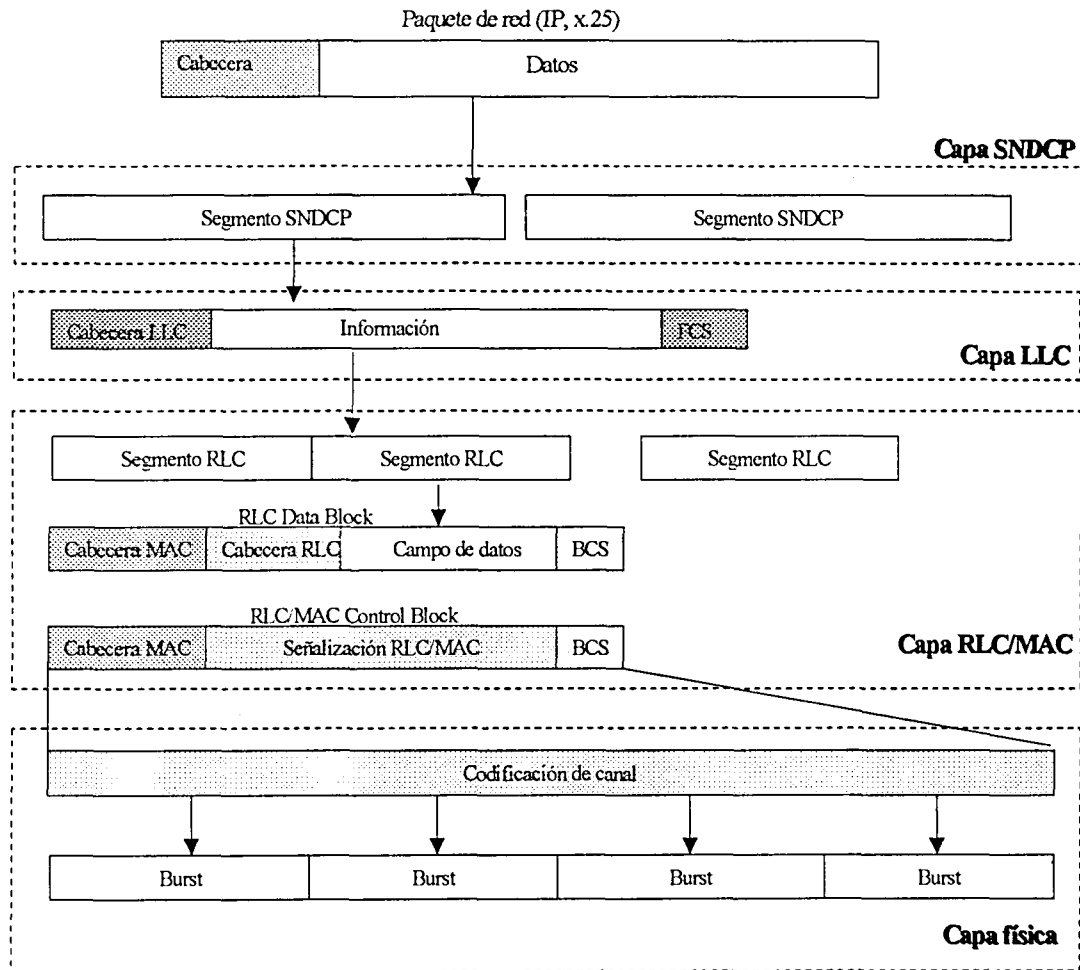 Paquete de red (IP, x.25)
Cabecera
Datos
Capa SNDCP
Segmento SNDCP
Segmento SNDCP
Cabecera LLC
Información
FCS
Capa LLC
Segmento RLC
Segmento RLC
Segmento RLC
RLC Data Block
Cabecera MAC
Cabecera RLC
Campo de datos
BCS
RLC/MAC Control Block
Cabecera MAC
Señalización RLC/MAC
BCS
Capa RLC/MAC
Codificación de canal
Burst
Burst
Burst
Burst
Capa física